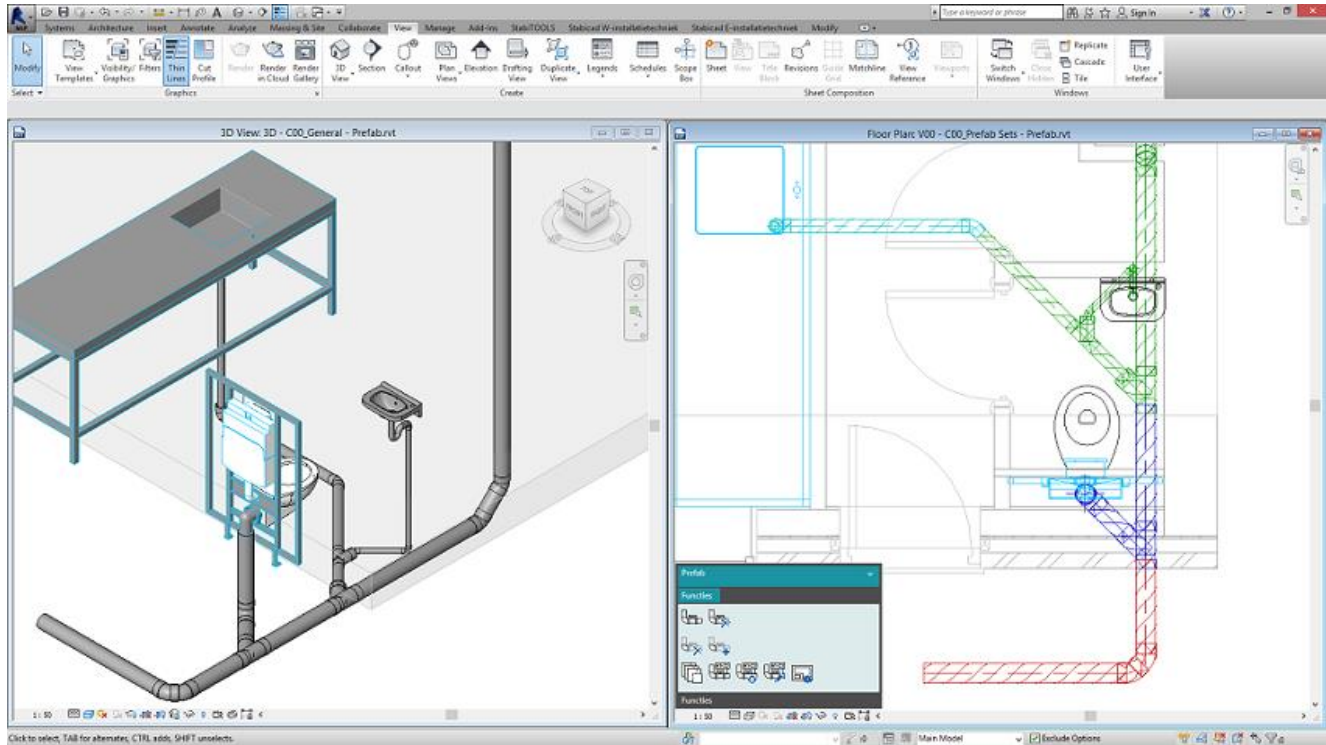 Type a keyword or phrase
Sign In
Systems Architecture Insert Annotate Analyze Massing & Site Collaborate View Manage Add-Ins StabiTOOLS Stabicad W-installatietechniek Stabicad E-installatietechniek Modify
Modify
View Templates
Visibility/ Graphics
Filters
Thin Lines
Cut Profile
Render
Render in Cloud
Render Gallery
3D View
Section
Callout
Plan Views
Elevation
Drafting View
Duplicate View
Legends
Schedules
Scope Box
Sheet
View
Title Block
Revisions
Guide Grid
Matchline
View Reference
Viewports
Switch Windows
Close Hidden
Replicate
Cascade
Tile
User Interface
Select
Graphics
Create
Sheet Composition
Windows
3D View: 3D - C00_General - Prefab.rvt
Floor Plan: V00 - C00_Prefab Sets - Prefab.rvt
Prefab
Functies
Functies
1 : 50
1 : 50
Click to select, TAB for alternates, CTRL adds, SHIFT unselects.
Main Model
Exclude Options